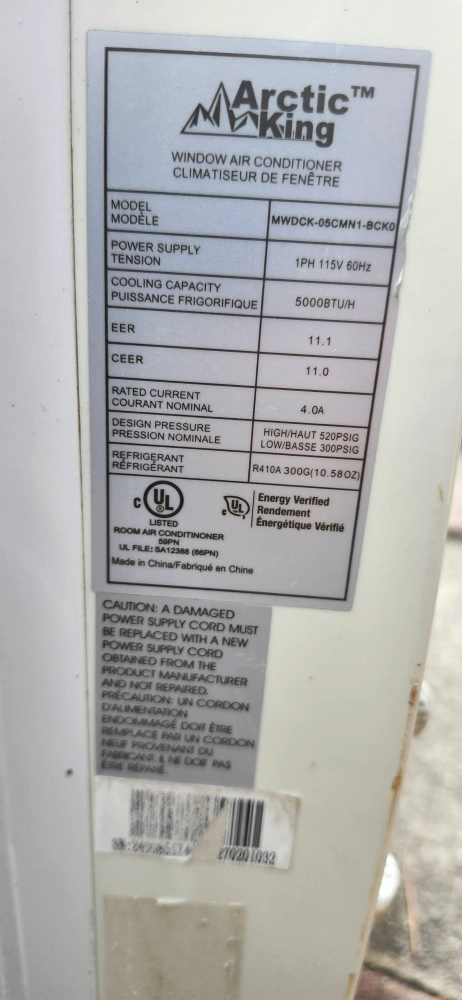 Arctic™
King
WINDOW AIR CONDITIONER
CLIMATISEUR DE FENÊTRE
MODEL
MODÈLE
MWDCK-05CMN1-BCK0
POWER SUPPLY
TENSION
1PH 115V 60Hz
COOLING CAPACITY
PUISSANCE FRIGORIFIQUE
5000BTU/H
EER
11.1
CEER
11.0
RATED CURRENT
COURANT NOMINAL
4.0A
DESIGN PRESSURE
PRESSION NOMINALE
HIGH/HAUT 520PSIG
LOW/BASSE 300PSIG
REFRIGERANT
RÉFRIGÉRANT
R410A 300G(10.58OZ)
c UL
LISTED
ROOM AIR CONDITINONER
59PN
UL FILE: SA12388 (66PN)
c UL
Energy Verified
Rendement
Énergétique Vérifié
Made in China/Fabriqué en Chine
CAUTION: A DAMAGED
POWER SUPPLY CORD MUST
BE REPLACED WITH A NEW
POWER SUPPLY CORD
OBTAINED FROM THE
PRODUCT MANUFACTURER
AND NOT REPAIRED.
PRÉCAUTION: UN CORDON
D'ALIMENTATION
ENDOMMAGÉ DOIT ÊTRE
REMPLACE PAR UN CORDON
NEUF PROVENANT DU
FABRICANT. IL NE DOIT PAS
ÊTRE RÉPARÉ.
270201032